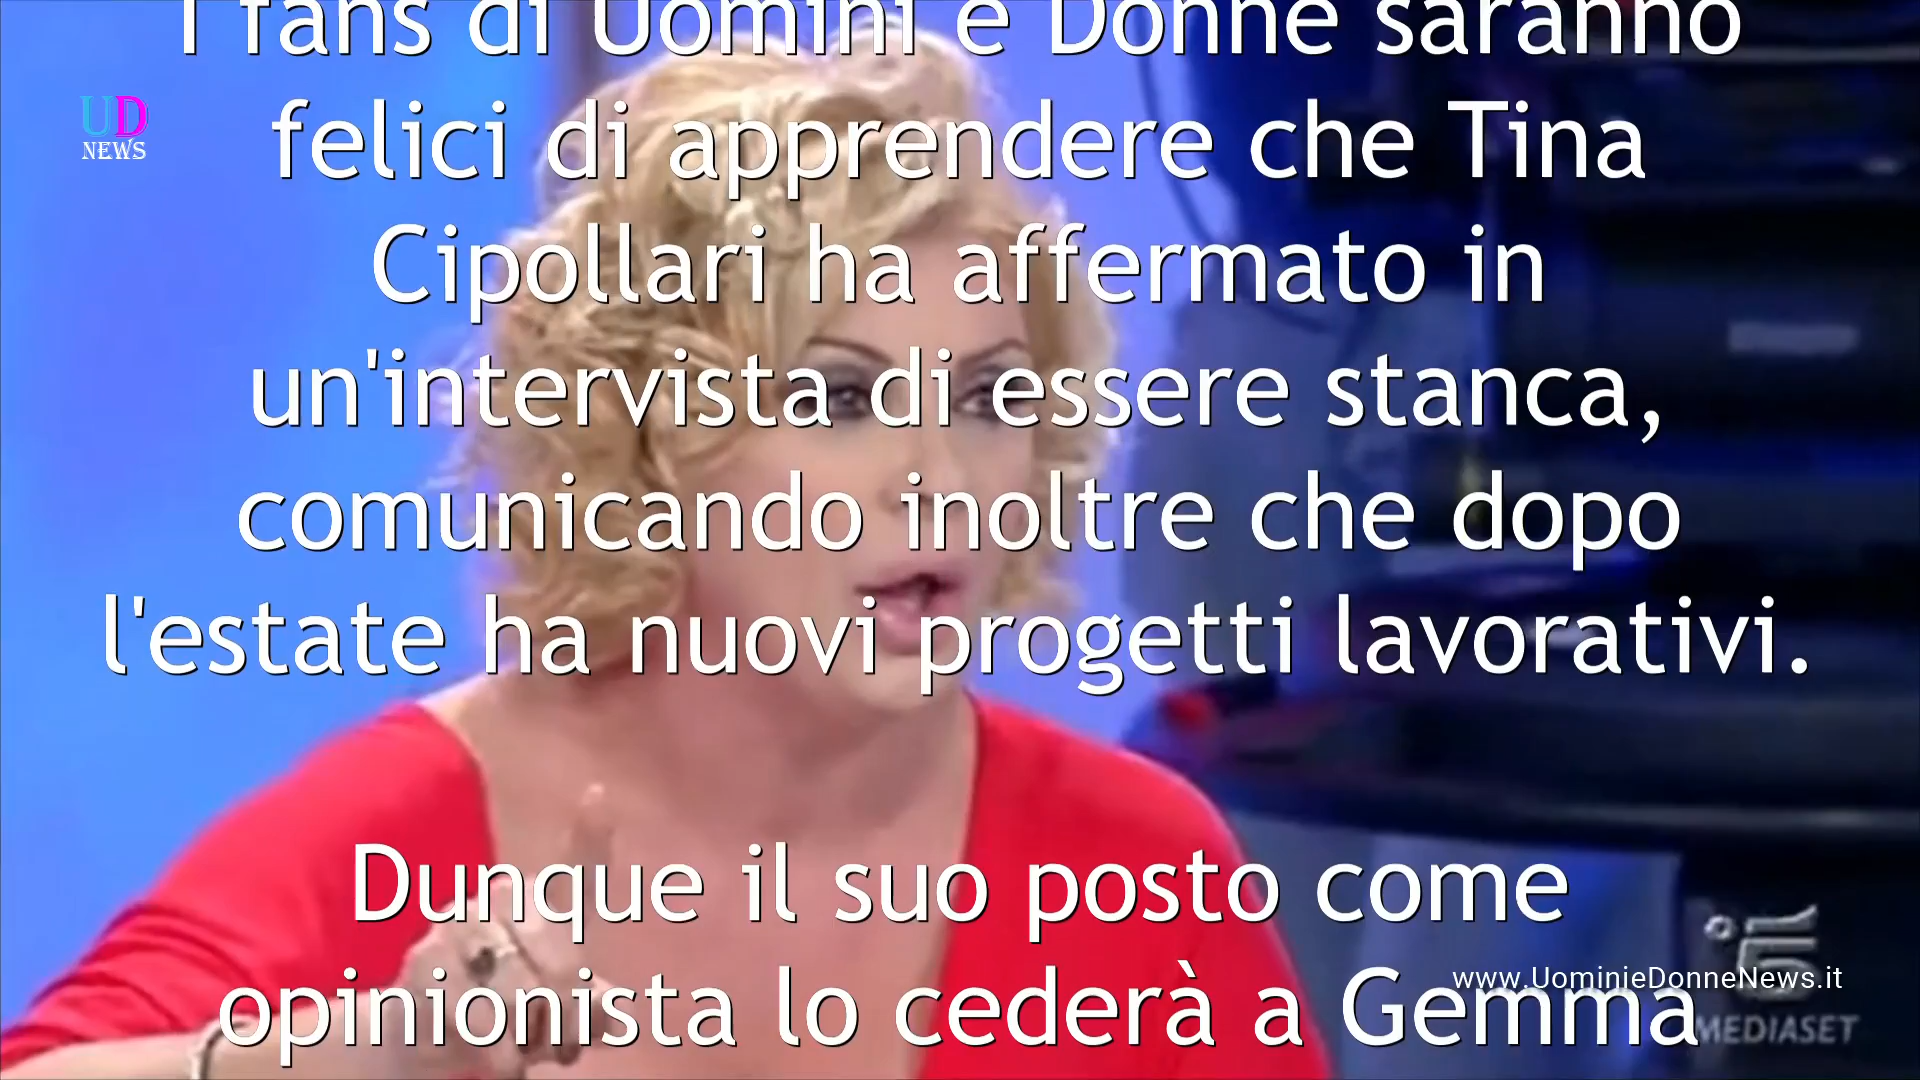 I fans di Uomini e Donne saranno
felici di apprendere che Tina
Cipollari ha affermato in
un'intervista di essere stanca,
comunicando inoltre che dopo
l'estate ha nuovi progetti lavorativi.
Dunque il suo posto come
opinionista lo cederà a Gemma
UD
NEWS
www.UominieDonneNews.it
5
MEDIASET